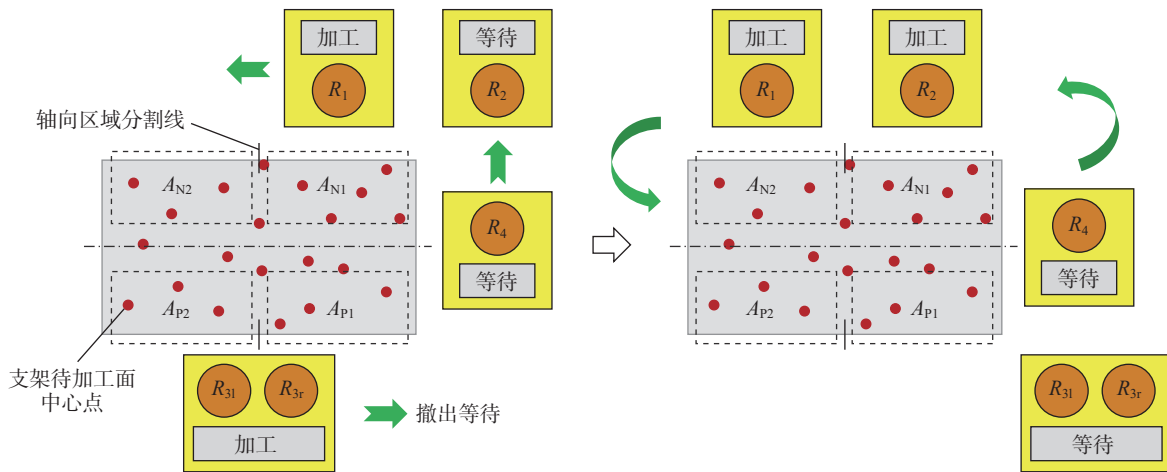 加工
等待
R1
R2
轴向区域分割线
AN2
AN1
R4
等待
AP2
AP1
支架待加工面
中心点
R3l
R3r
加工
撤出等待
加工
加工
R1
R2
AN2
AN1
R4
等待
AP2
AP1
R3l
R3r
等待